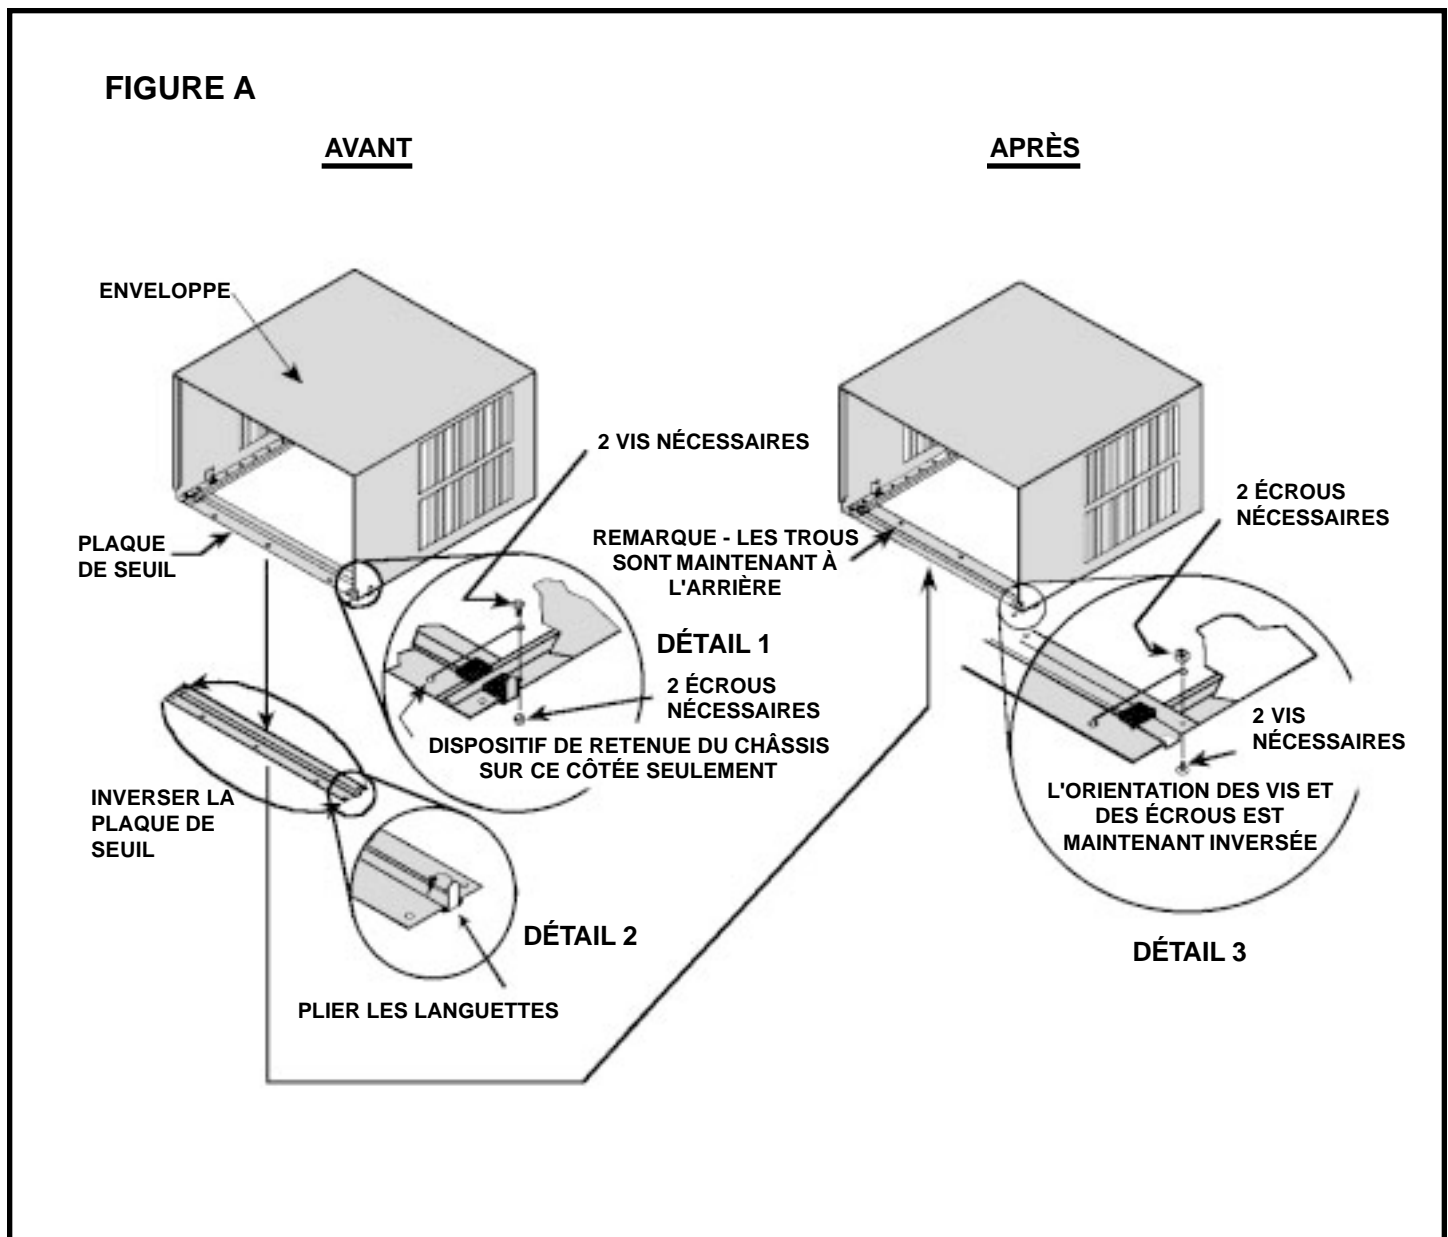 FIGURE A
AVANT
APRÈS
ENVELOPPE
2 VIS NÉCESSAIRES
PLAQUE
DE SEUIL
DÉTAIL 1
2 ÉCROUS
NÉCESSAIRES
DISPOSITIF DE RETENUE DU CHÂSSIS
SUR CE CÔTÉE SEULEMENT
INVERSER LA
PLAQUE DE
SEUIL
DÉTAIL 2
PLIER LES LANGUETTES
REMARQUE - LES TROUS
SONT MAINTENANT À
L'ARRIÈRE
2 ÉCROUS
NÉCESSAIRES
2 VIS
NÉCESSAIRES
L'ORIENTATION DES VIS ET
DES ÉCROUS EST
MAINTENANT INVERSÉE
DÉTAIL 3